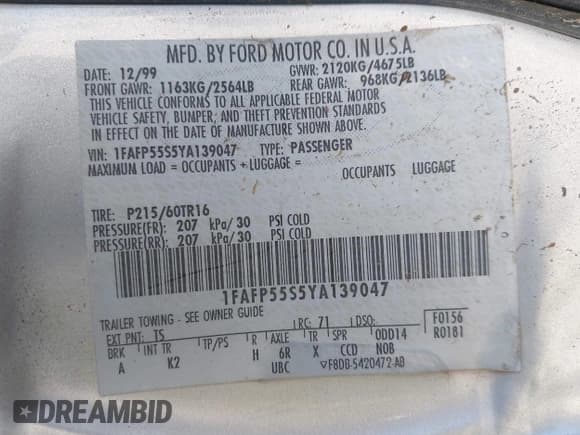 MFD. BY FORD MOTOR CO. IN U.S.A.
DATE: 12/99 GVWR: 2120KG/4675LB
FRONT GAWR: 1163KG/2564LB REAR GAWR: 968KG/2136LB
THIS VEHICLE CONFORMS TO ALL APPLICABLE FEDERAL MOTOR
VEHICLE SAFETY, BUMPER, AND THEFT PREVENTION STANDARDS
IN EFFECT ON THE DATE OF MANUFACTURE SHOWN ABOVE.
VIN: 1FAFP55S5YA139047 TYPE: PASSENGER
MAXIMUM LOAD = OCCUPANTS + LUGGAGE = OCCUPANTS LUGGAGE
TIRE: P215/60TR16
PRESSURE(FR): 207 kPa/30 PSI COLD
PRESSURE(RR): 207 kPa/30 PSI COLD
1FAFP55S5YA139047
TRAILER TOWING - SEE OWNER GUIDE
EXT PNT: TS RC: 71 DSO: F0156
BRK INT TR TP/PS R AXLE TR SPR 0DD14 R0181
A K2 H 6R X CCD N0B
UBC ▽F8DB-5420472-AB
DREAMBID